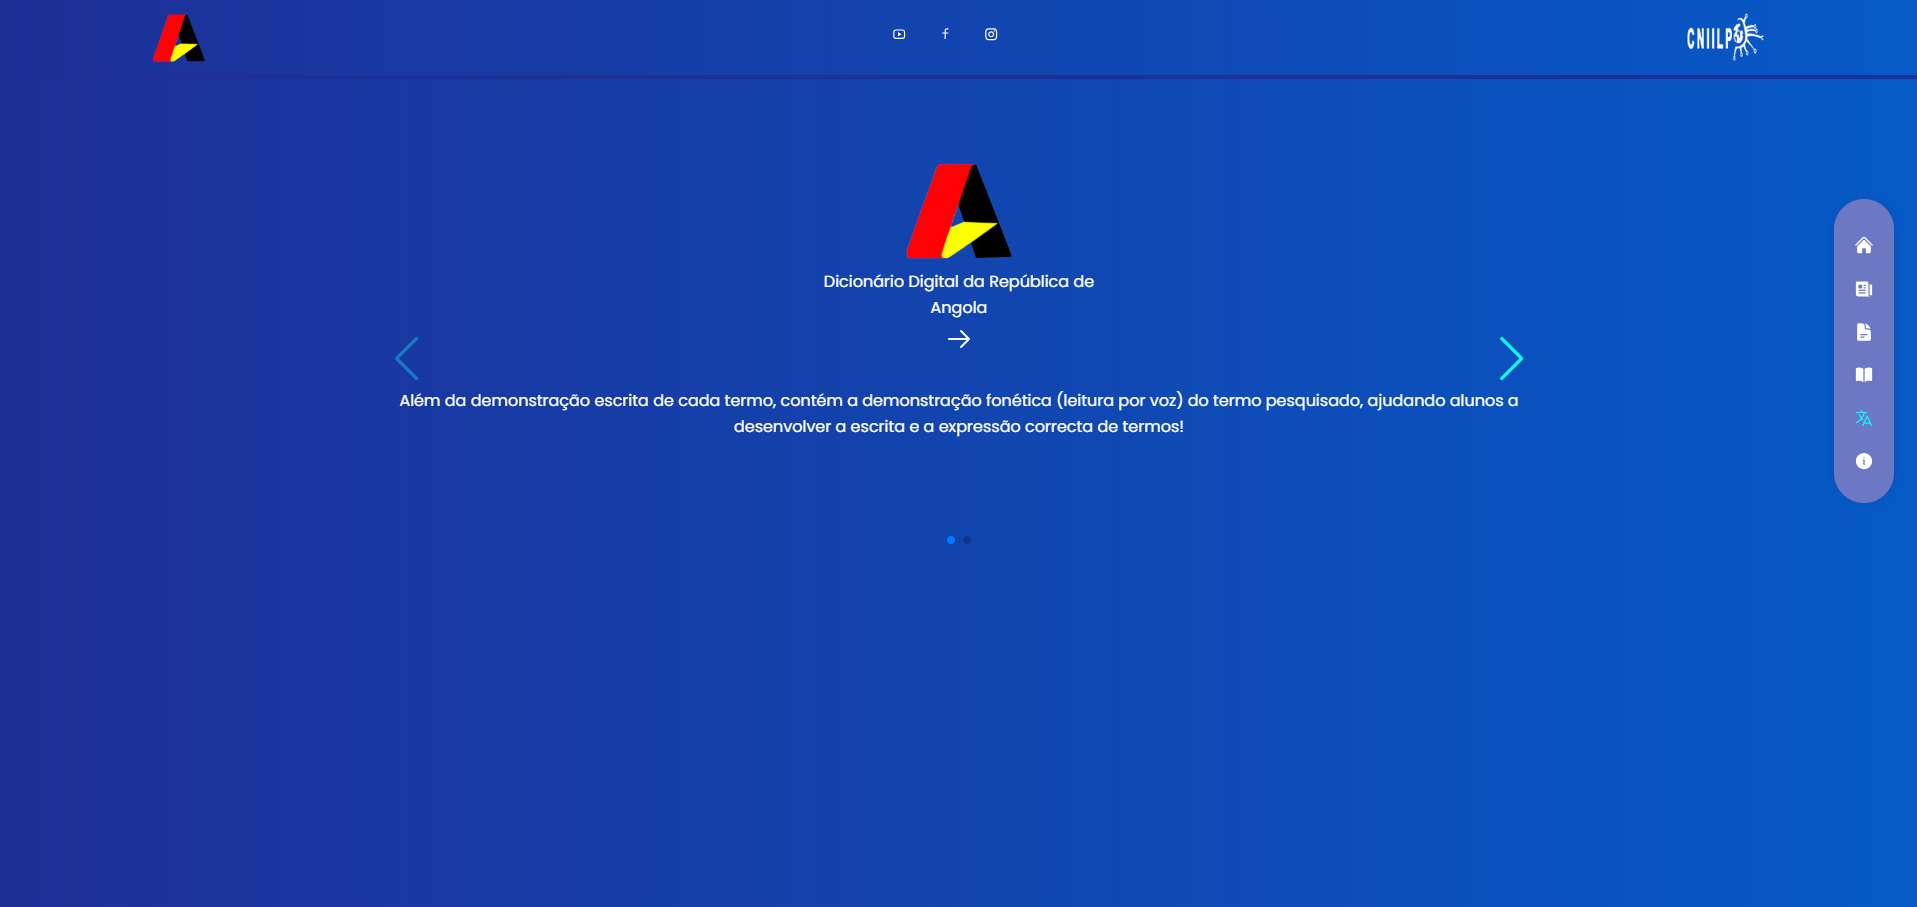 CNIILP
Dicionário Digital da República de
Angola
Além da demonstração escrita de cada termo, contém a demonstração fonética (leitura por voz) do termo pesquisado, ajudando alunos a
desenvolver a escrita e a expressão correcta de termos!